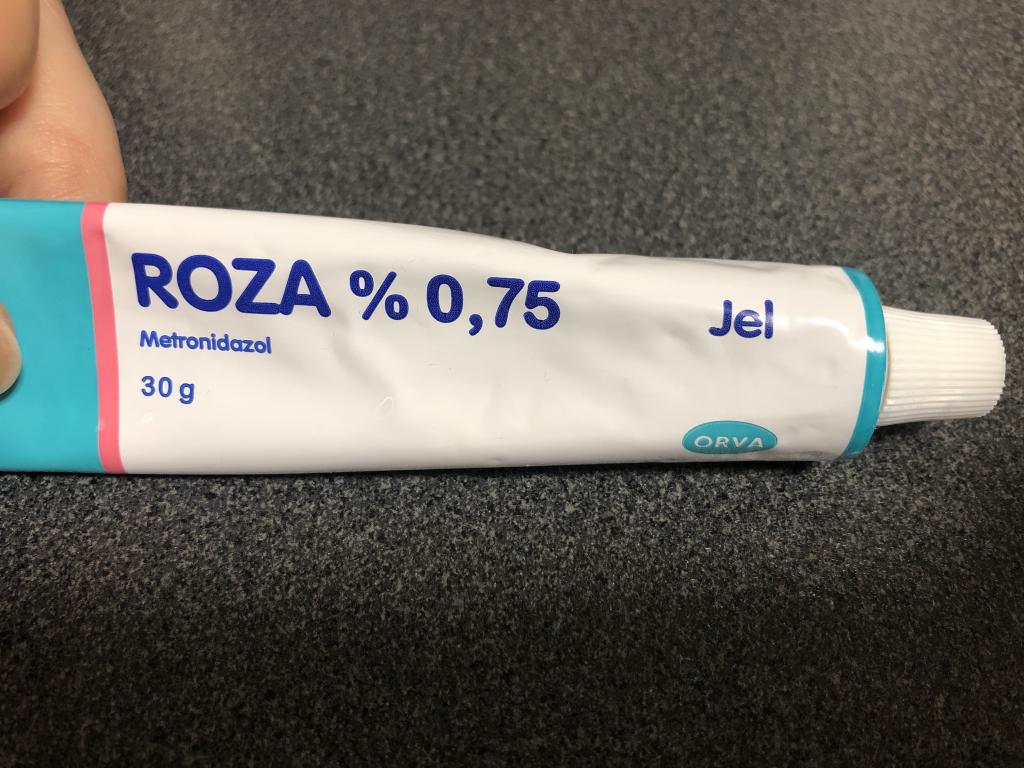 ROZA % 0,75 Jel
Metronidazol
30 g
ORVA